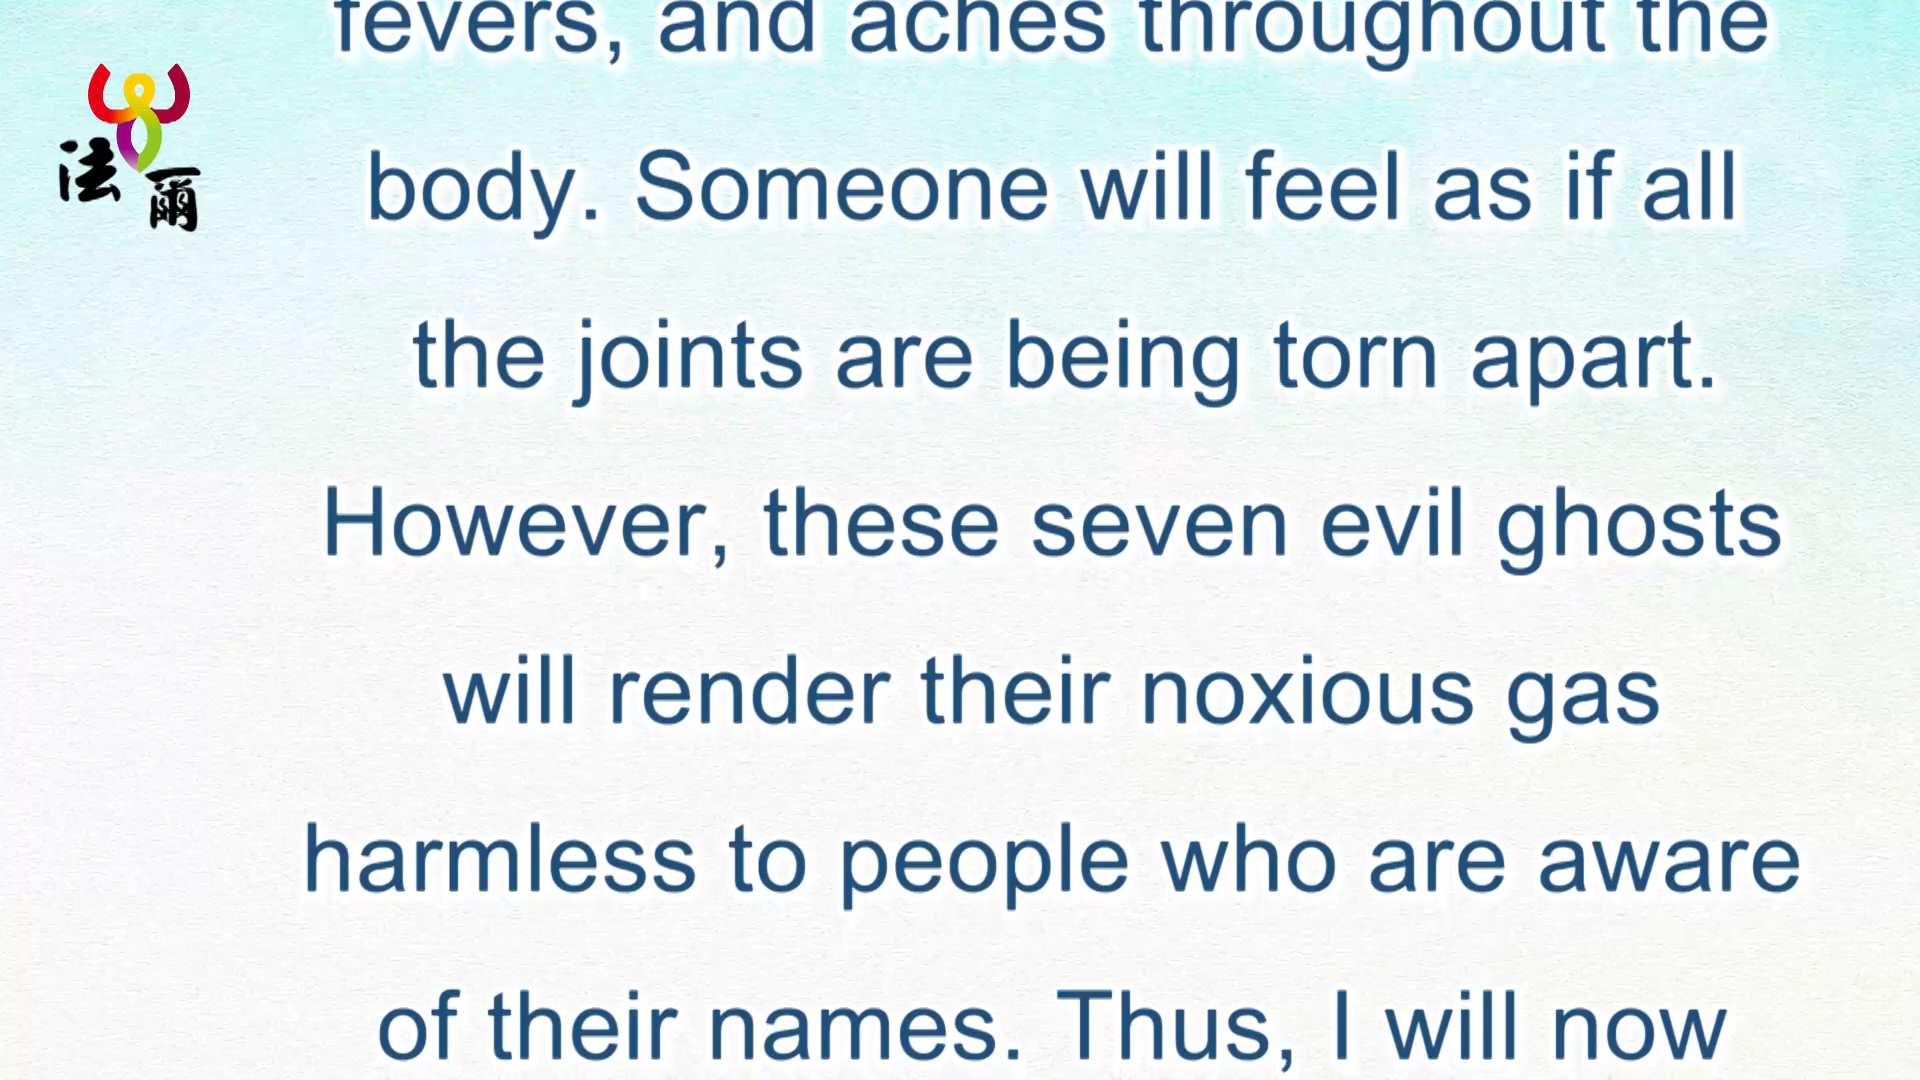 fevers, and aches throughout the
法爾
body. Someone will feel as if all
the joints are being torn apart.
However, these seven evil ghosts
will render their noxious gas
harmless to people who are aware
of their names. Thus, I will now